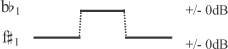 b♭₁ +/- 0dB
f♯₁ +/- 0dB